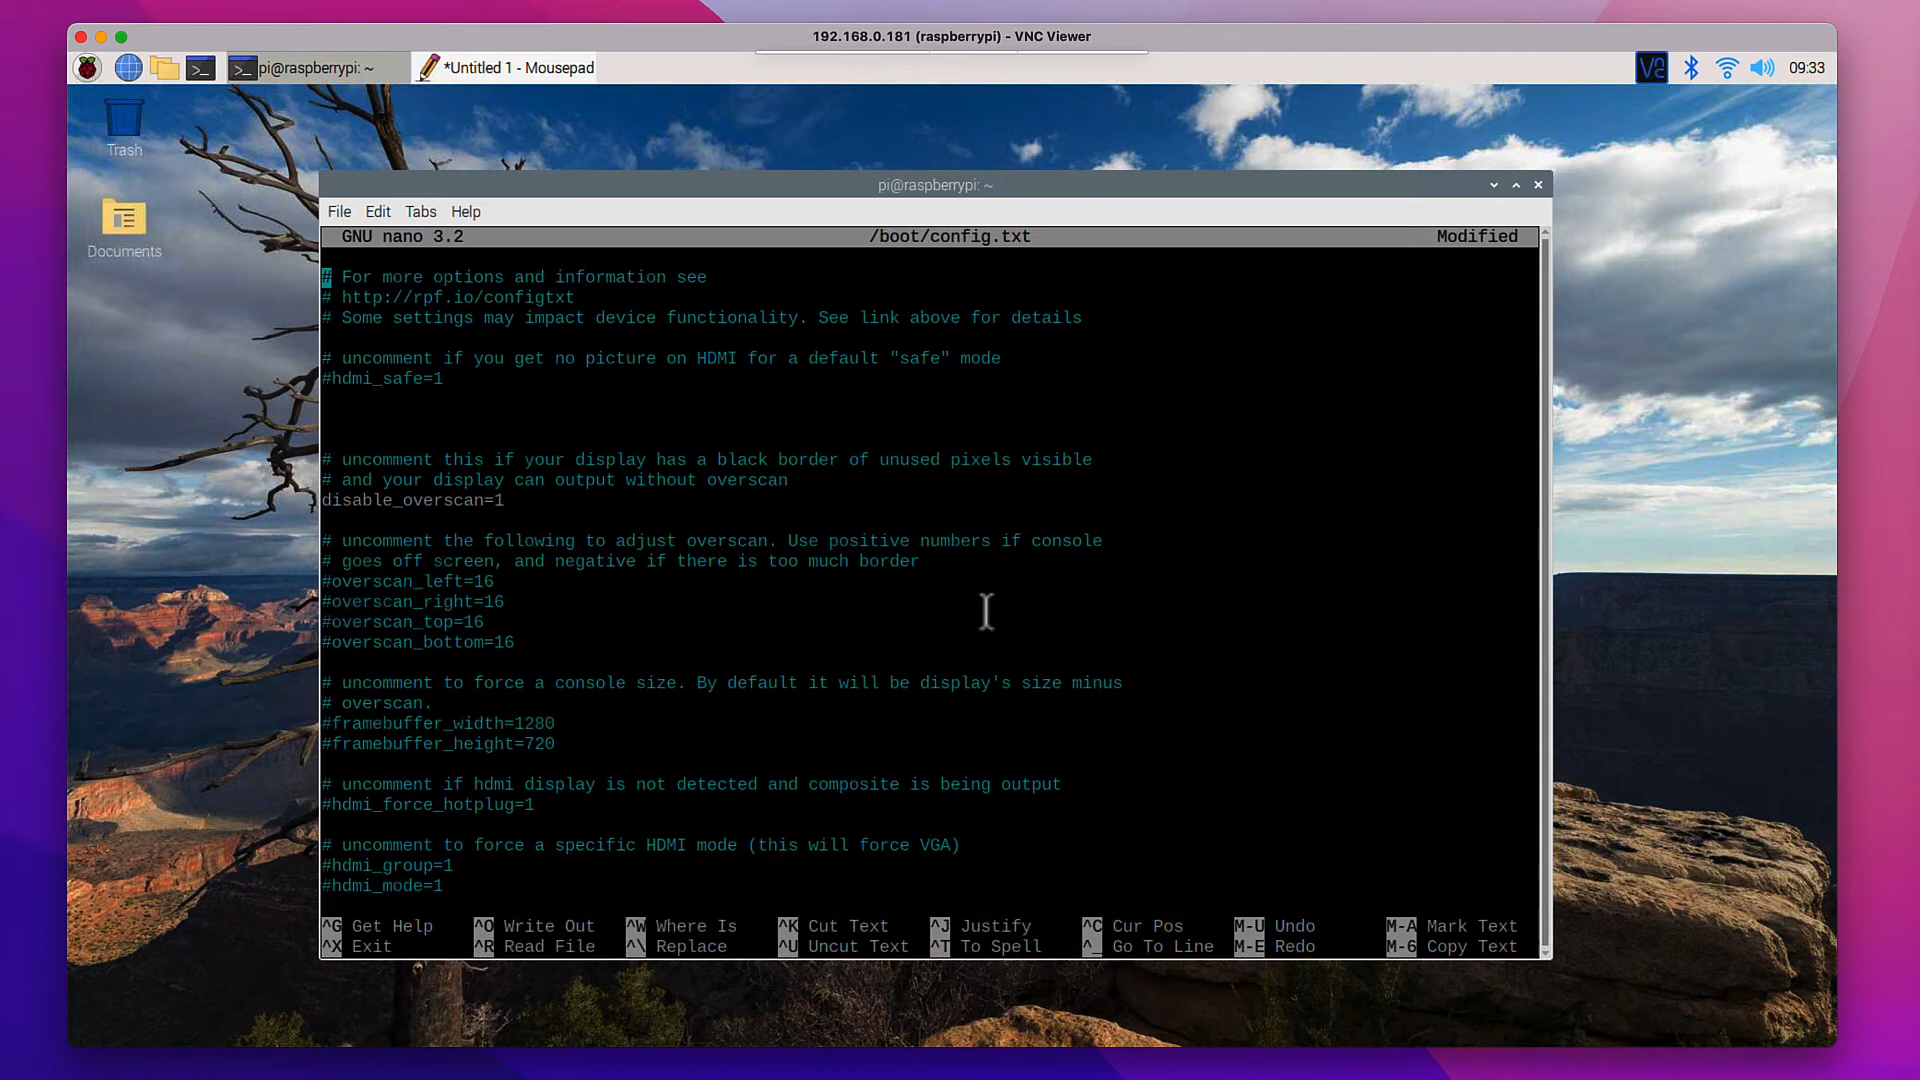 192.168.0.181 (raspberrypi) - VNC Viewer
pi@raspberrypi: ~
*Untitled 1 - Mousepad
09:33
Trash
Documents
pi@raspberrypi: ~
File Edit Tabs Help
GNU nano 3.2 /boot/config.txt Modified
# For more options and information see
# http://rpf.io/configtxt
# Some settings may impact device functionality. See link above for details
# uncomment if you get no picture on HDMI for a default "safe" mode
#hdmi_safe=1
# uncomment this if your display has a black border of unused pixels visible
# and your display can output without overscan
disable_overscan=1
# uncomment the following to adjust overscan. Use positive numbers if console
# goes off screen, and negative if there is too much border
#overscan_left=16
#overscan_right=16
#overscan_top=16
#overscan_bottom=16
# uncomment to force a console size. By default it will be display's size minus
# overscan.
#framebuffer_width=1280
#framebuffer_height=720
# uncomment if hdmi display is not detected and composite is being output
#hdmi_force_hotplug=1
# uncomment to force a specific HDMI mode (this will force VGA)
#hdmi_group=1
#hdmi_mode=1
^G Get Help ^O Write Out ^W Where Is ^K Cut Text ^J Justify ^C Cur Pos M-U Undo M-A Mark Text
^X Exit ^R Read File ^\ Replace ^U Uncut Text ^T To Spell ^_ Go To Line M-E Redo M-6 Copy Text